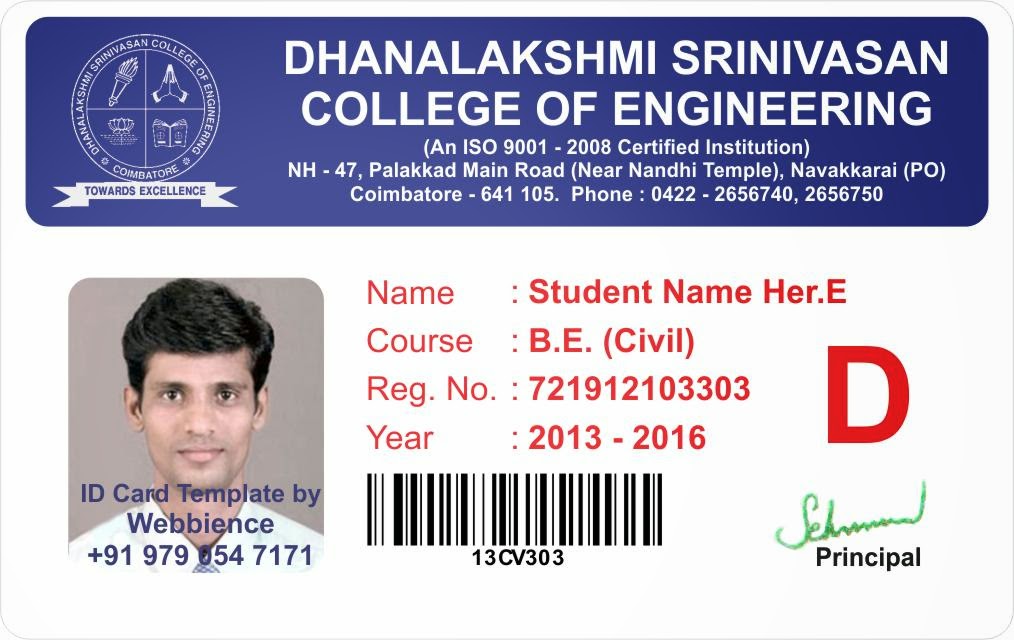 DHANALAKSHMI SRINIVASAN COLLEGE OF ENGINEERING
COIMBATORE
TOWARDS EXCELLENCE
DHANALAKSHMI SRINIVASAN
COLLEGE OF ENGINEERING
(An ISO 9001 - 2008 Certified Institution)
NH - 47, Palakkad Main Road (Near Nandhi Temple), Navakkarai (PO)
Coimbatore - 641 105.  Phone : 0422 - 2656740, 2656750
Name : Student Name Her.E
Course : B.E. (Civil)
Reg. No. : 721912103303
Year : 2013 - 2016
D
ID Card Template by
Webbience
+91 979 054 7171
13CV303
Principal